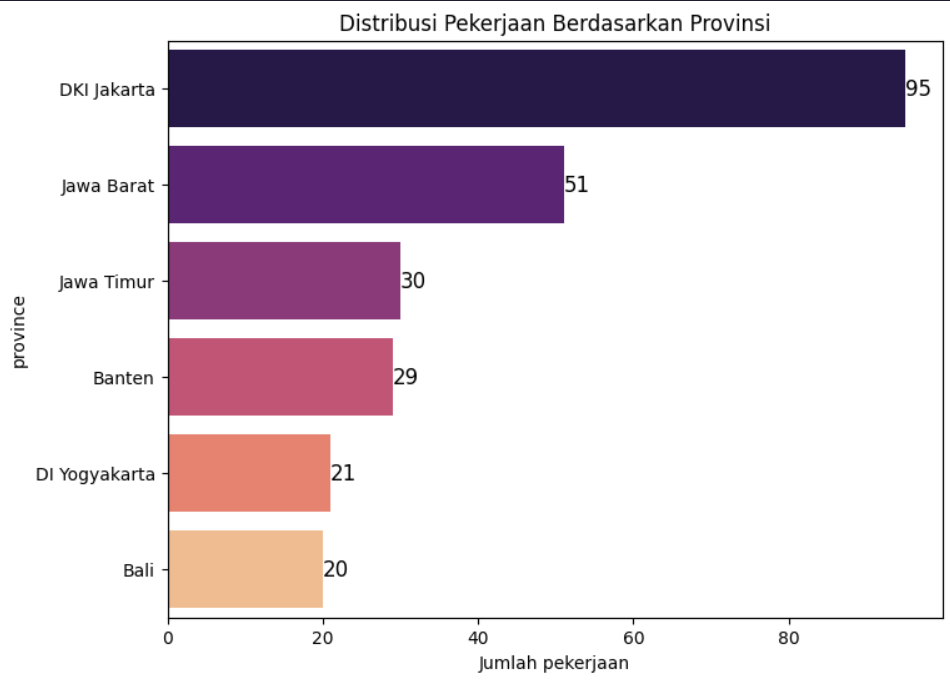 Distribusi Pekerjaan Berdasarkan Provinsi
DKI Jakarta
95
Jawa Barat
51
Jawa Timur
30
Banten
29
DI Yogyakarta
21
Bali
20
province
0 20 40 60 80
Jumlah pekerjaan